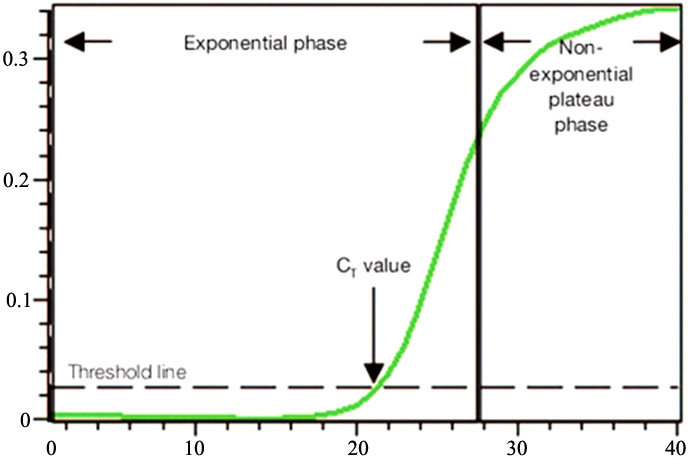 0.3
0.2
0.1
0
Exponential phase
Non-
exponential
plateau
phase
C_T value
Threshold line
0 10 20 30 40